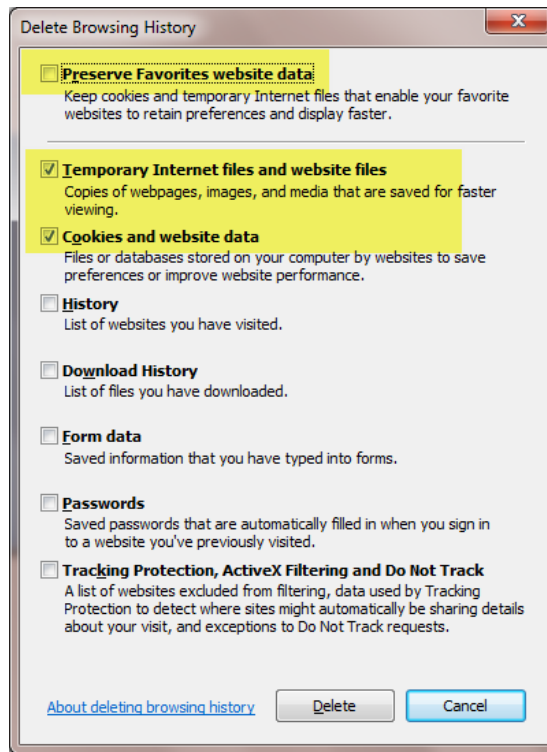 Delete Browsing History
Preserve Favorites website data
Keep cookies and temporary Internet files that enable your favorite
websites to retain preferences and display faster.
Temporary Internet files and website files
Copies of webpages, images, and media that are saved for faster
viewing.
Cookies and website data
Files or databases stored on your computer by websites to save
preferences or improve website performance.
History
List of websites you have visited.
Download History
List of files you have downloaded.
Form data
Saved information that you have typed into forms.
Passwords
Saved passwords that are automatically filled in when you sign in
to a website you've previously visited.
Tracking Protection, ActiveX Filtering and Do Not Track
A list of websites excluded from filtering, data used by Tracking
Protection to detect where sites might automatically be sharing details
about your visit, and exceptions to Do Not Track requests.
About deleting browsing history Delete Cancel